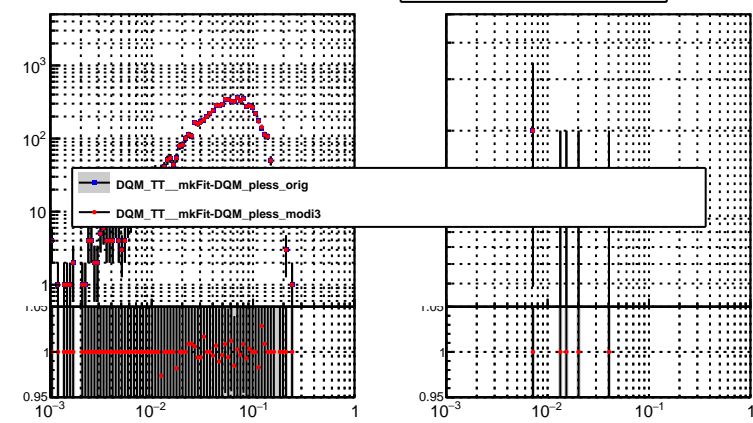 10³
10²
DQM_TT__mkFit-DQM_pless_orig
DQM_TT__mkFit-DQM_pless_modi3
10
1
1.05 1.05
1 1
0.95 0.95
10⁻³ 10⁻² 10⁻¹ 1 10⁻³ 10⁻² 10⁻¹ 1